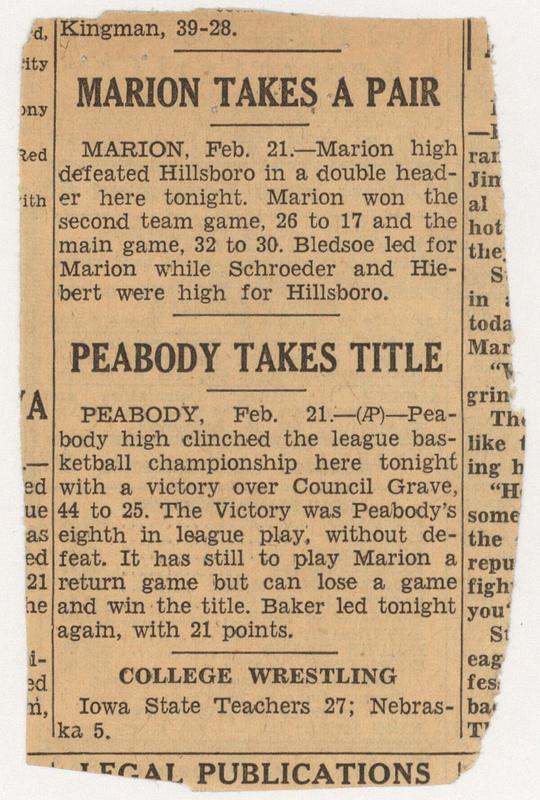 Kingman, 39-28.
MARION TAKES A PAIR
MARION, Feb. 21.—Marion high
defeated Hillsboro in a double head-
er here tonight. Marion won the
second team game, 26 to 17 and the
main game, 32 to 30. Bledsoe led for
Marion while Schroeder and Hie-
bert were high for Hillsboro.
PEABODY TAKES TITLE
PEABODY, Feb. 21.—(AP)—Pea-
body high clinched the league bas-
ketball championship here tonight
with a victory over Council Grave,
44 to 25. The Victory was Peabody's
eighth in league play, without de-
feat. It has still to play Marion a
return game but can lose a game
and win the title. Baker led tonight
again, with 21 points.
COLLEGE WRESTLING
Iowa State Teachers 27; Nebras-
ka 5.
LEGAL PUBLICATIONS